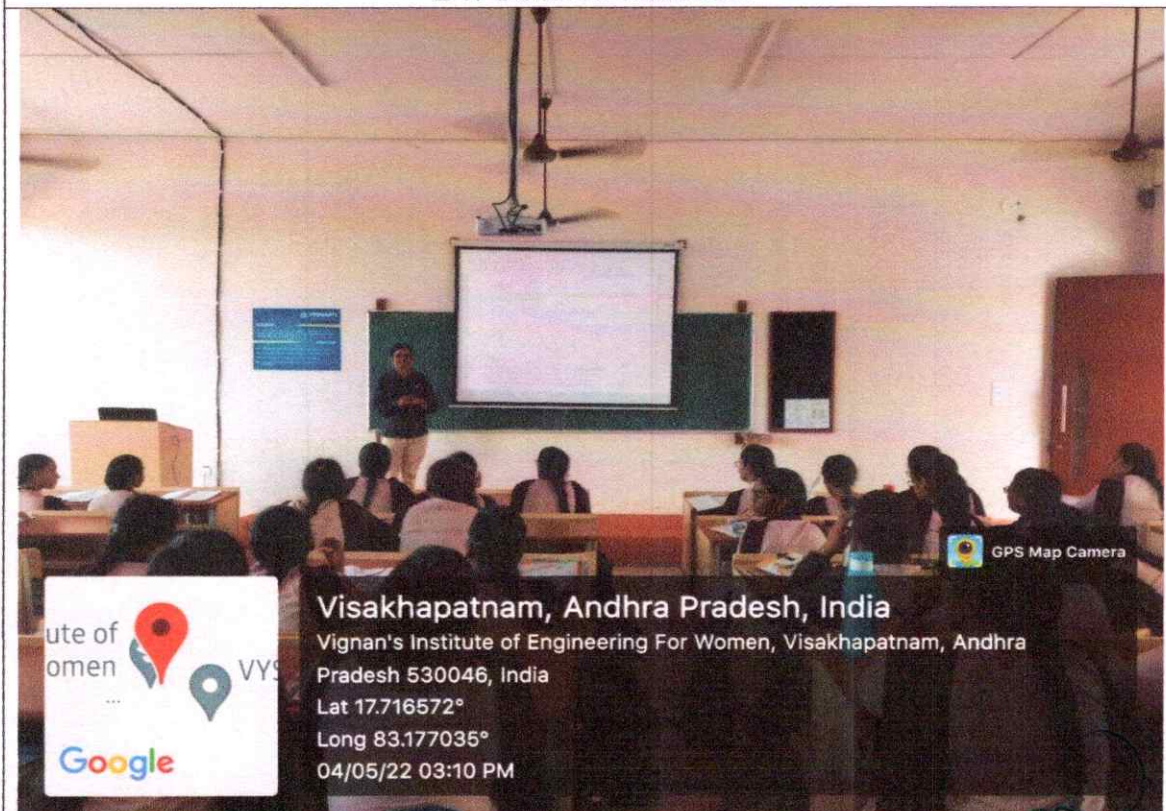 GPS Map Camera
Visakhapatnam, Andhra Pradesh, India
Vignan's Institute of Engineering For Women, Visakhapatnam, Andhra
Pradesh 530046, India
Lat 17.716572°
Long 83.177035°
04/05/22 03:10 PM
ute of
omen
VYS
...
Google